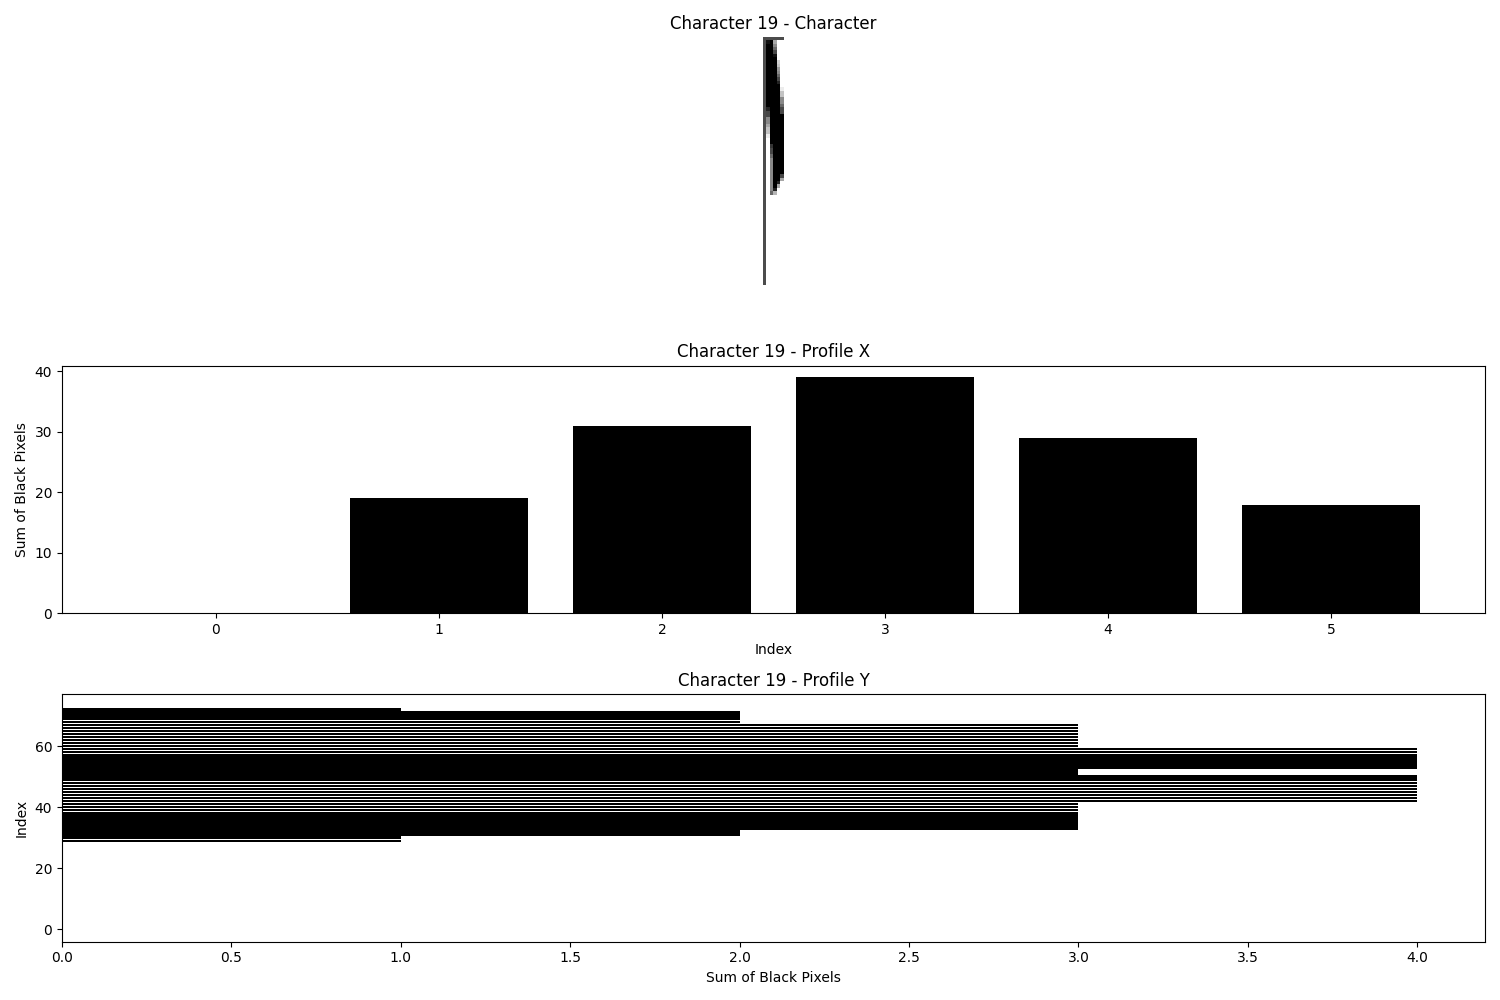 Character 19 - Character
Character 19 - Profile X
40
30
20
10
0
Sum of Black Pixels
0 1 2 3 4 5
Index
Character 19 - Profile Y
60
40
20
0
Index
0.0 0.5 1.0 1.5 2.0 2.5 3.0 3.5 4.0
Sum of Black Pixels